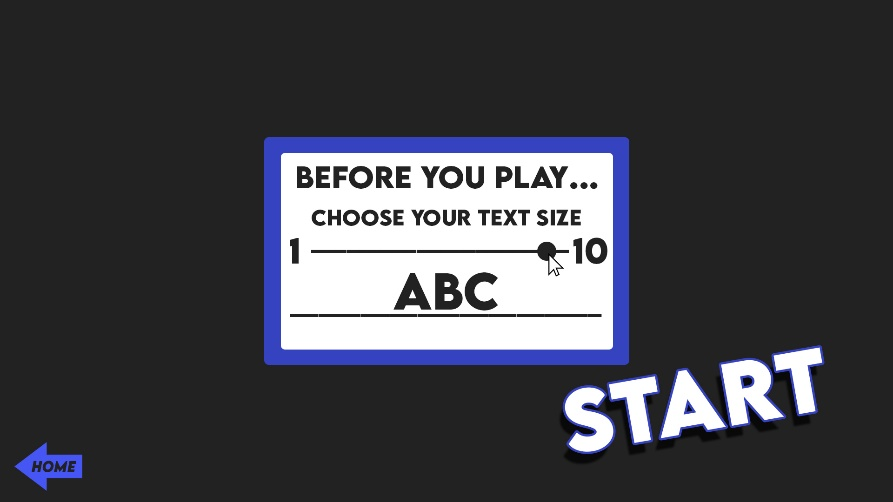 BEFORE YOU PLAY...
CHOOSE YOUR TEXT SIZE
1 10
ABC
START
HOME